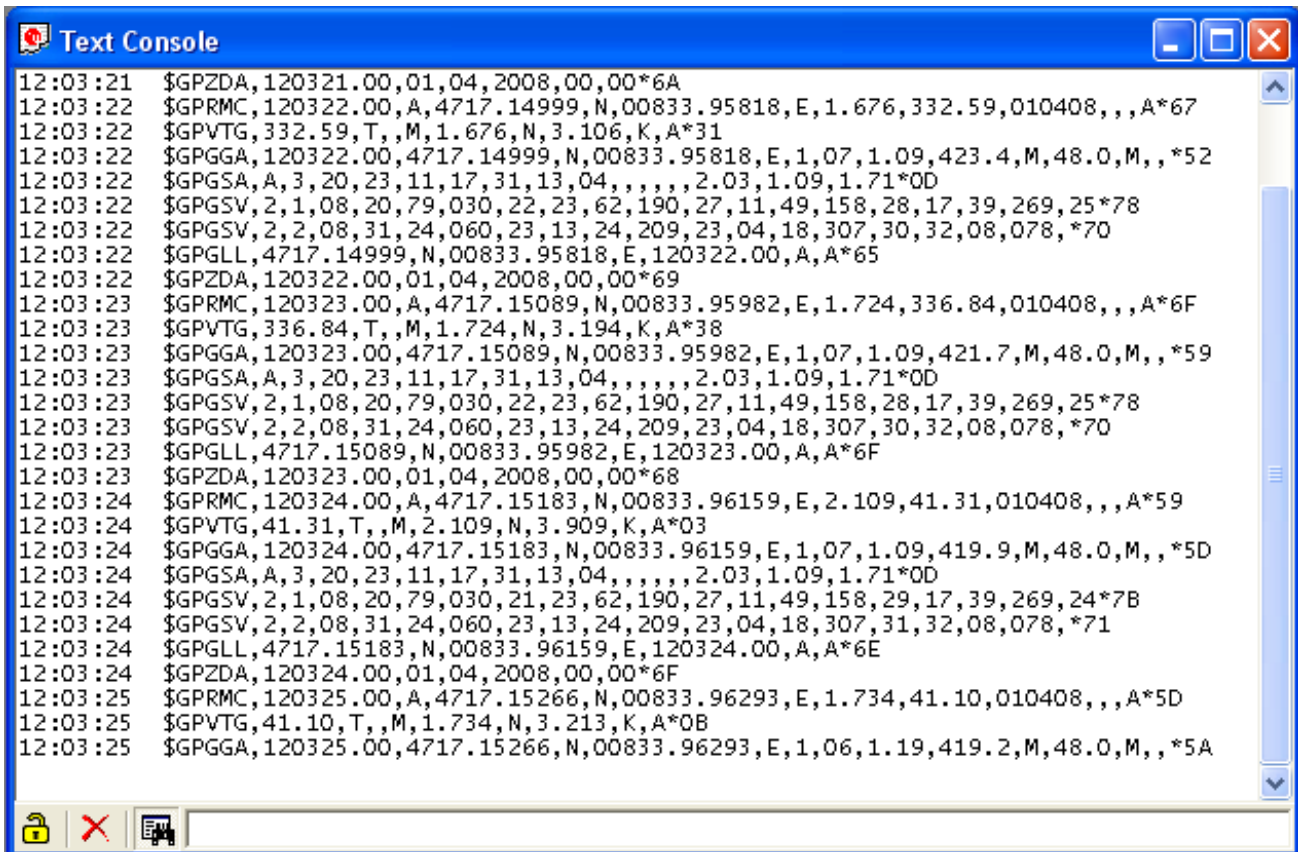 Text Console
12:03:21 $GPZDA,120321.00,01,04,2008,00,00*6A
12:03:22 $GPRMC,120322.00,A,4717.14999,N,00833.95818,E,1.676,332.59,010408,,,A*67
12:03:22 $GPVTG,332.59,T,,M,1.676,N,3.106,K,A*31
12:03:22 $GPGGA,120322.00,4717.14999,N,00833.95818,E,1,07,1.09,423.4,M,48.0,M,,*52
12:03:22 $GPGSA,A,3,20,23,11,17,31,13,04,,,,,,2.03,1.09,1.71*0D
12:03:22 $GPGSV,2,1,08,20,79,030,22,23,62,190,27,11,49,158,28,17,39,269,25*78
12:03:22 $GPGSV,2,2,08,31,24,060,23,13,24,209,23,04,18,307,30,32,08,078,*70
12:03:22 $GPGLL,4717.14999,N,00833.95818,E,120322.00,A,A*65
12:03:22 $GPZDA,120322.00,01,04,2008,00,00*69
12:03:23 $GPRMC,120323.00,A,4717.15089,N,00833.95982,E,1.724,336.84,010408,,,A*6F
12:03:23 $GPVTG,336.84,T,,M,1.724,N,3.194,K,A*38
12:03:23 $GPGGA,120323.00,4717.15089,N,00833.95982,E,1,07,1.09,421.7,M,48.0,M,,*59
12:03:23 $GPGSA,A,3,20,23,11,17,31,13,04,,,,,,2.03,1.09,1.71*0D
12:03:23 $GPGSV,2,1,08,20,79,030,22,23,62,190,27,11,49,158,28,17,39,269,25*78
12:03:23 $GPGSV,2,2,08,31,24,060,23,13,24,209,23,04,18,307,30,32,08,078,*70
12:03:23 $GPGLL,4717.15089,N,00833.95982,E,120323.00,A,A*6F
12:03:23 $GPZDA,120323.00,01,04,2008,00,00*68
12:03:24 $GPRMC,120324.00,A,4717.15183,N,00833.96159,E,2.109,41.31,010408,,,A*59
12:03:24 $GPVTG,41.31,T,,M,2.109,N,3.909,K,A*03
12:03:24 $GPGGA,120324.00,4717.15183,N,00833.96159,E,1,07,1.09,419.9,M,48.0,M,,*5D
12:03:24 $GPGSA,A,3,20,23,11,17,31,13,04,,,,,,2.03,1.09,1.71*0D
12:03:24 $GPGSV,2,1,08,20,79,030,21,23,62,190,27,11,49,158,29,17,39,269,24*7B
12:03:24 $GPGSV,2,2,08,31,24,060,23,13,24,209,23,04,18,307,31,32,08,078,*71
12:03:24 $GPGLL,4717.15183,N,00833.96159,E,120324.00,A,A*6E
12:03:24 $GPZDA,120324.00,01,04,2008,00,00*6F
12:03:25 $GPRMC,120325.00,A,4717.15266,N,00833.96293,E,1.734,41.10,010408,,,A*5D
12:03:25 $GPVTG,41.10,T,,M,1.734,N,3.213,K,A*0B
12:03:25 $GPGGA,120325.00,4717.15266,N,00833.96293,E,1,06,1.19,419.2,M,48.0,M,,*5A